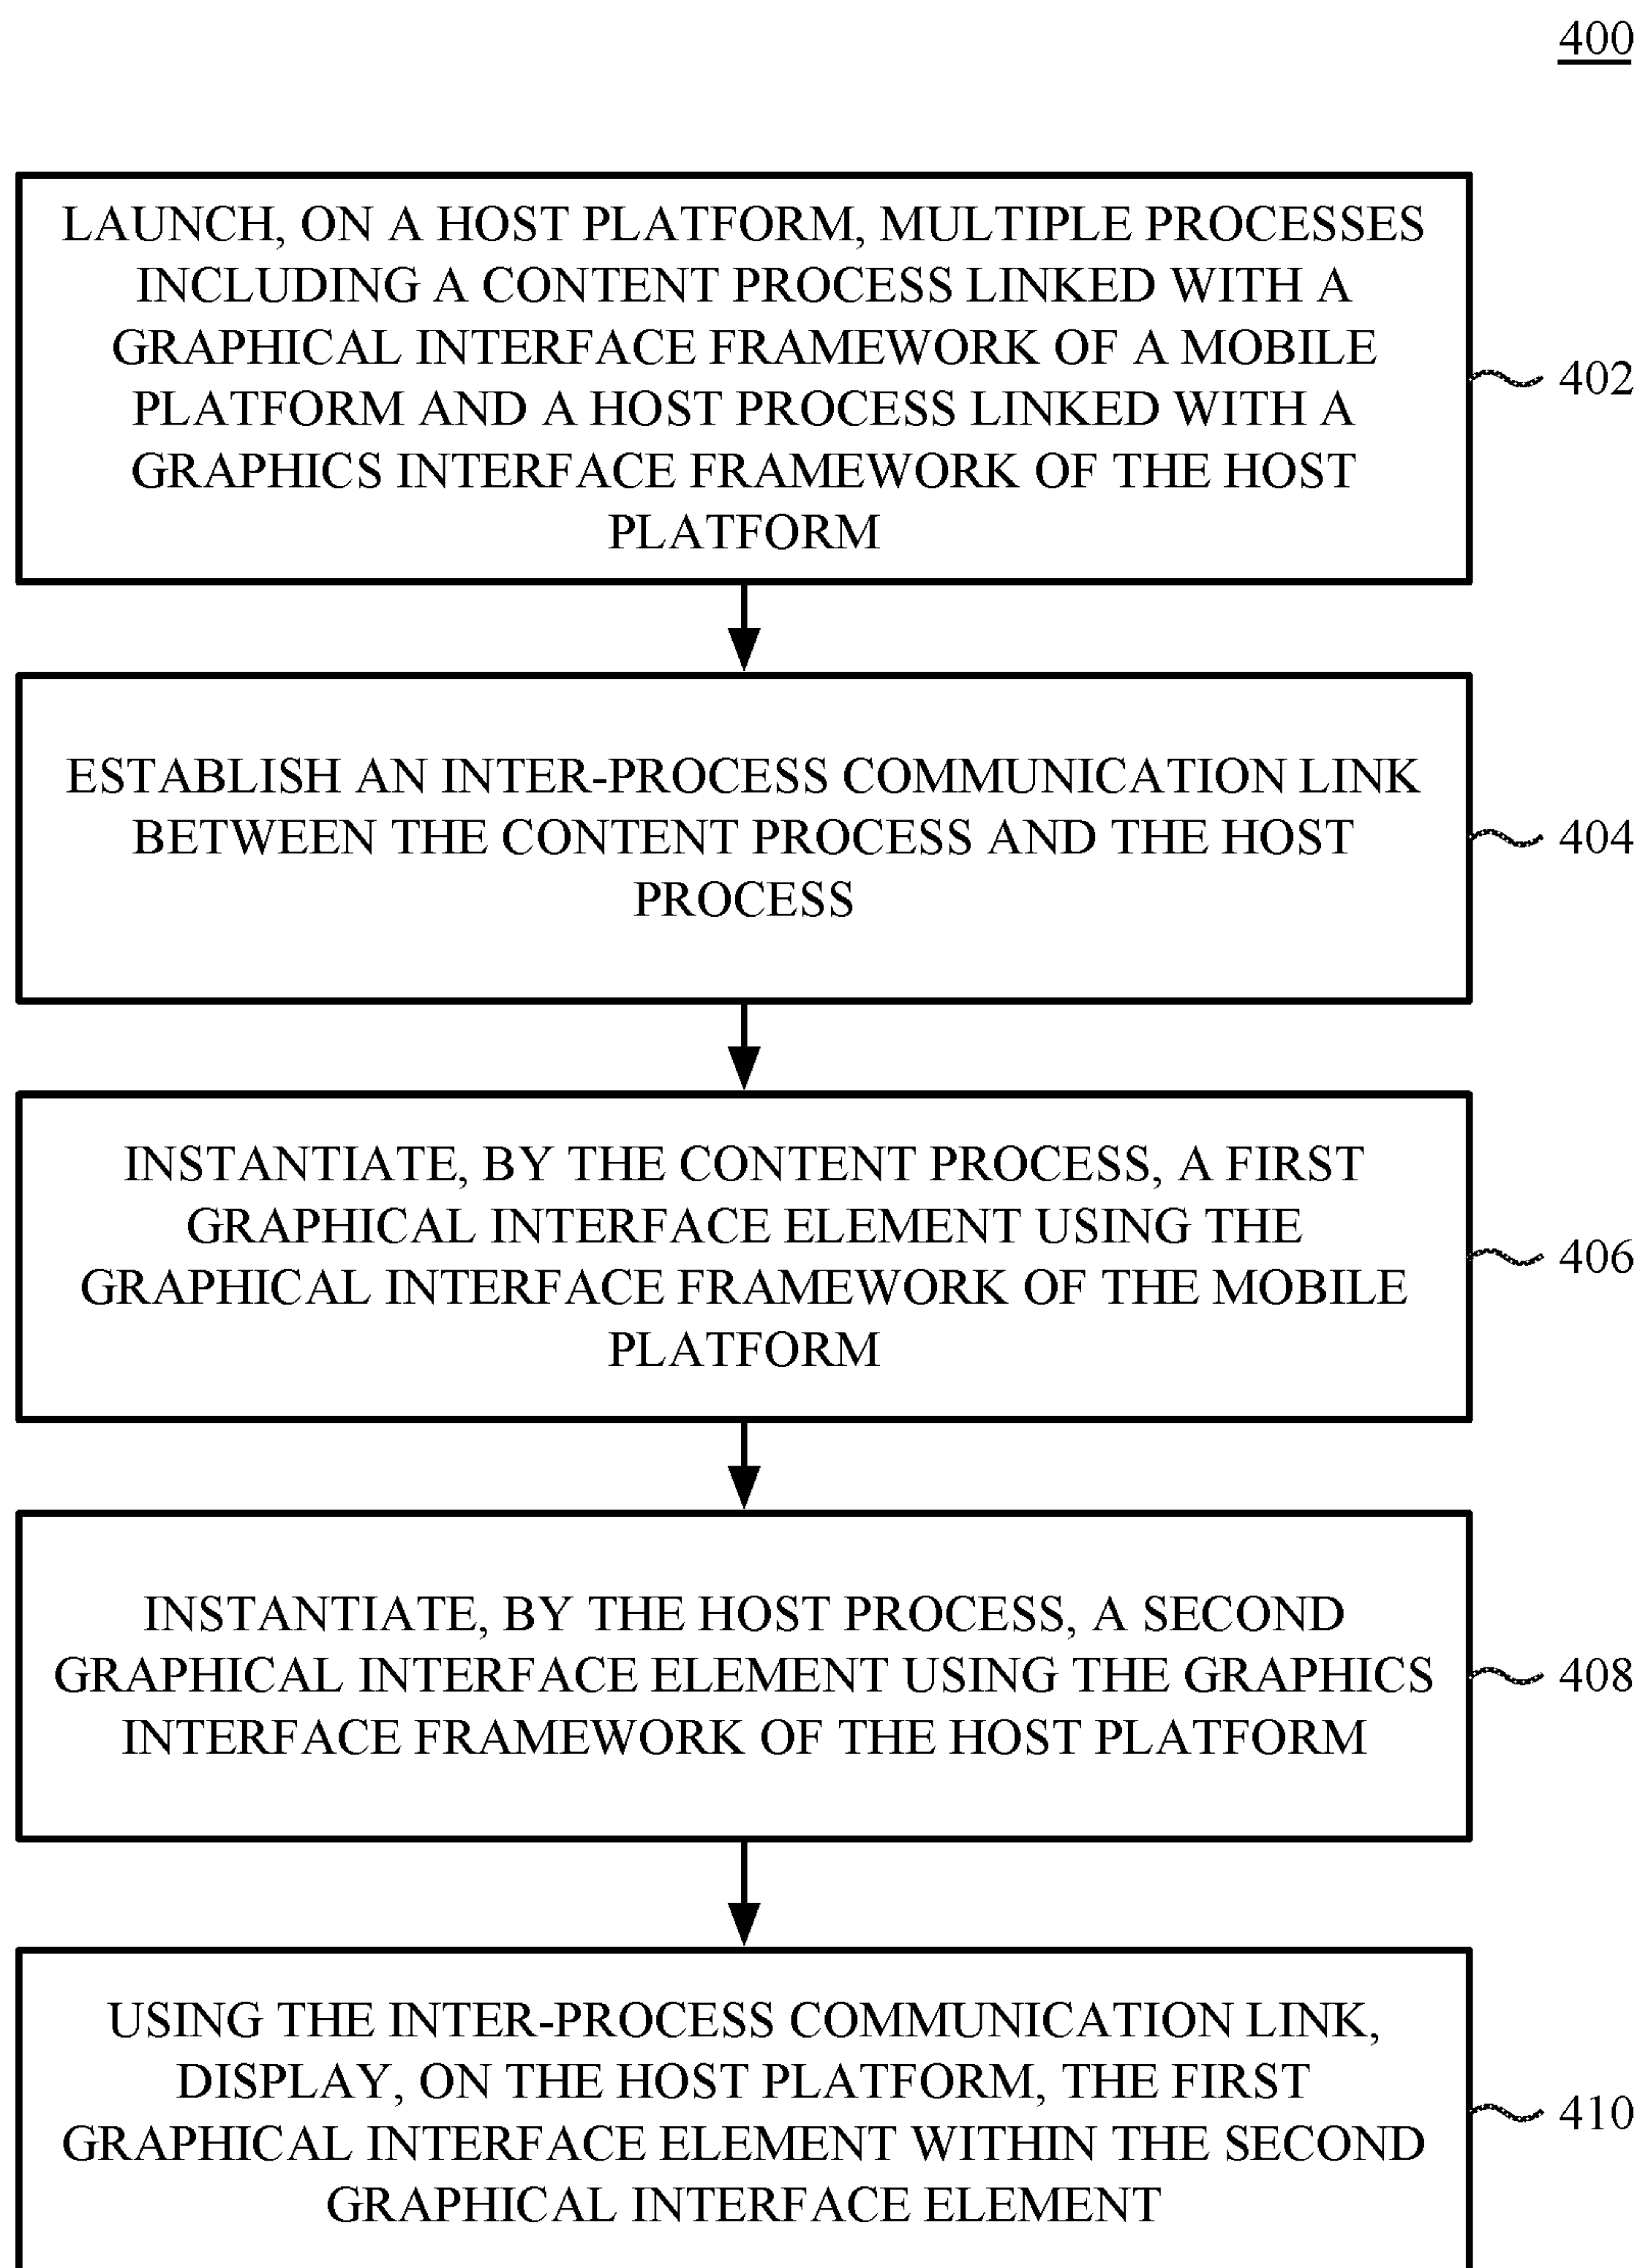 400
LAUNCH, ON A HOST PLATFORM, MULTIPLE PROCESSES
INCLUDING A CONTENT PROCESS LINKED WITH A
GRAPHICAL INTERFACE FRAMEWORK OF A MOBILE
PLATFORM AND A HOST PROCESS LINKED WITH A
GRAPHICS INTERFACE FRAMEWORK OF THE HOST
PLATFORM
402
ESTABLISH AN INTER-PROCESS COMMUNICATION LINK
BETWEEN THE CONTENT PROCESS AND THE HOST
PROCESS
404
INSTANTIATE, BY THE CONTENT PROCESS, A FIRST
GRAPHICAL INTERFACE ELEMENT USING THE
GRAPHICAL INTERFACE FRAMEWORK OF THE MOBILE
PLATFORM
406
INSTANTIATE, BY THE HOST PROCESS, A SECOND
GRAPHICAL INTERFACE ELEMENT USING THE GRAPHICS
INTERFACE FRAMEWORK OF THE HOST PLATFORM
408
USING THE INTER-PROCESS COMMUNICATION LINK,
DISPLAY, ON THE HOST PLATFORM, THE FIRST
GRAPHICAL INTERFACE ELEMENT WITHIN THE SECOND
GRAPHICAL INTERFACE ELEMENT
410